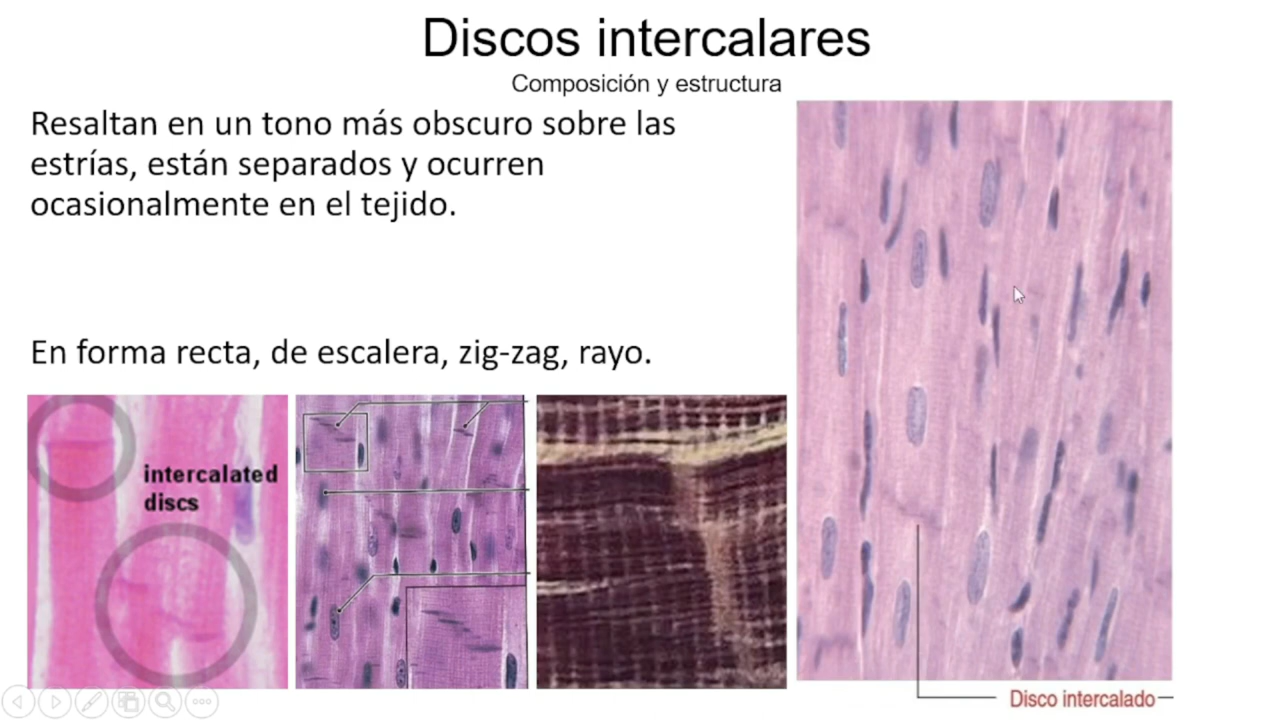 Discos intercalares
Composición y estructura
Resaltan en un tono más obscuro sobre las
estrías, están separados y ocurren
ocasionalmente en el tejido.
En forma recta, de escalera, zig-zag, rayo.
intercalated
discs
Disco intercalado